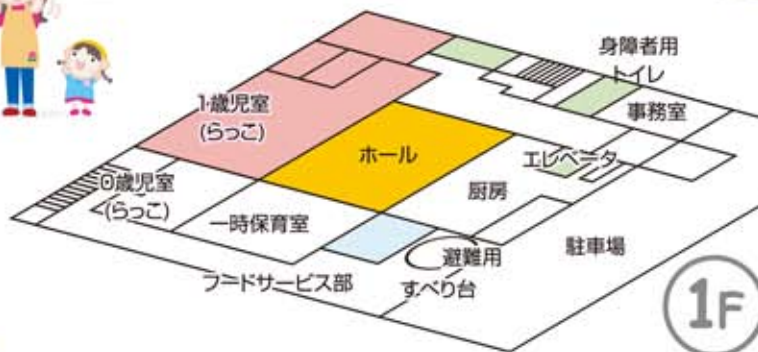 身障者用
トイレ
事務室
1歳児室
(らっこ)
ホール
エレベータ
0歳児室
(らっこ)
厨房
一時保育室
避難用
すべり台
駐車場
フードサービス部
1F